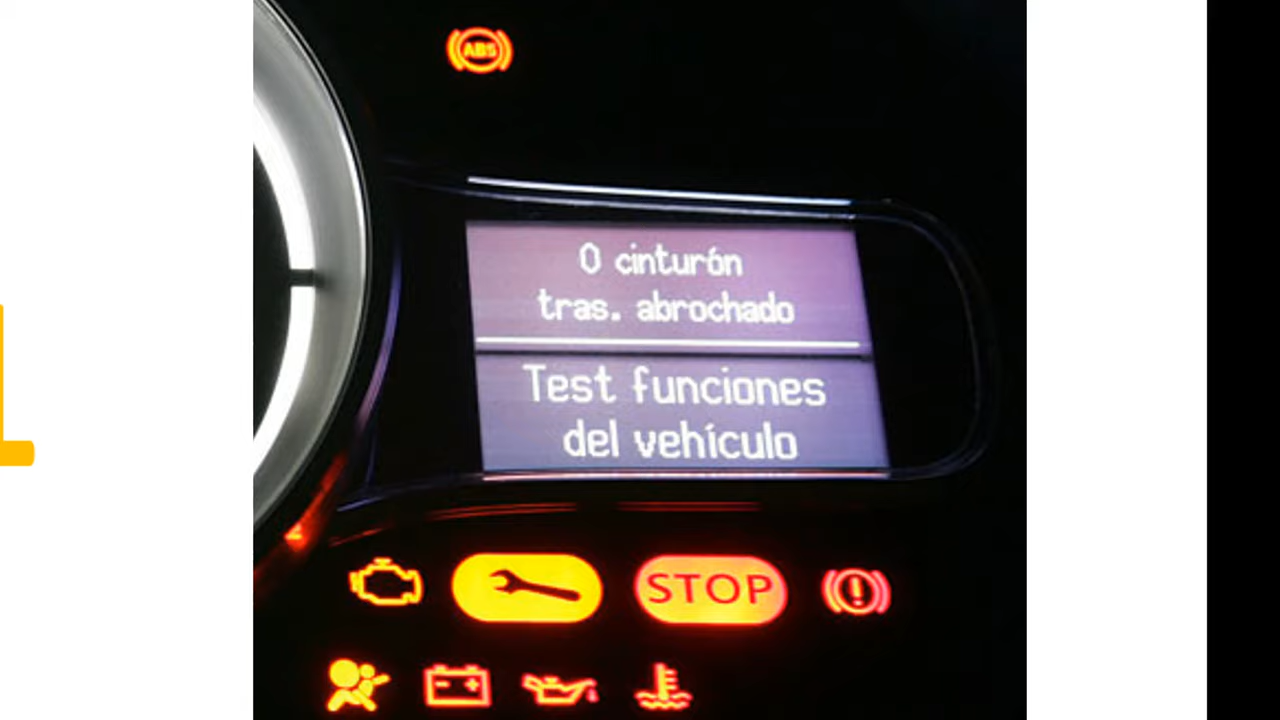 ABS
0 cinturón
tras. abrochado
Test funciones
del vehículo
STOP